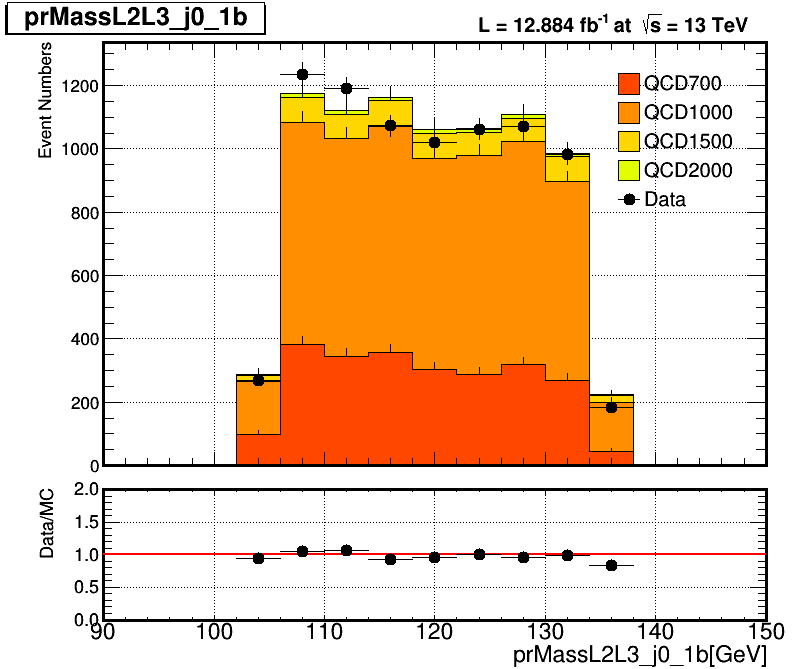 prMassL2L3_j0_1b
L = 12.884 fb-1 at √s = 13 TeV
Event Numbers
1200
1000
800
600
400
200
0
QCD700
QCD1000
QCD1500
QCD2000
Data
Data/MC
2.0
1.5
1.0
0.5
0.0
90 100 110 120 130 140 150
prMassL2L3_j0_1b[GeV]